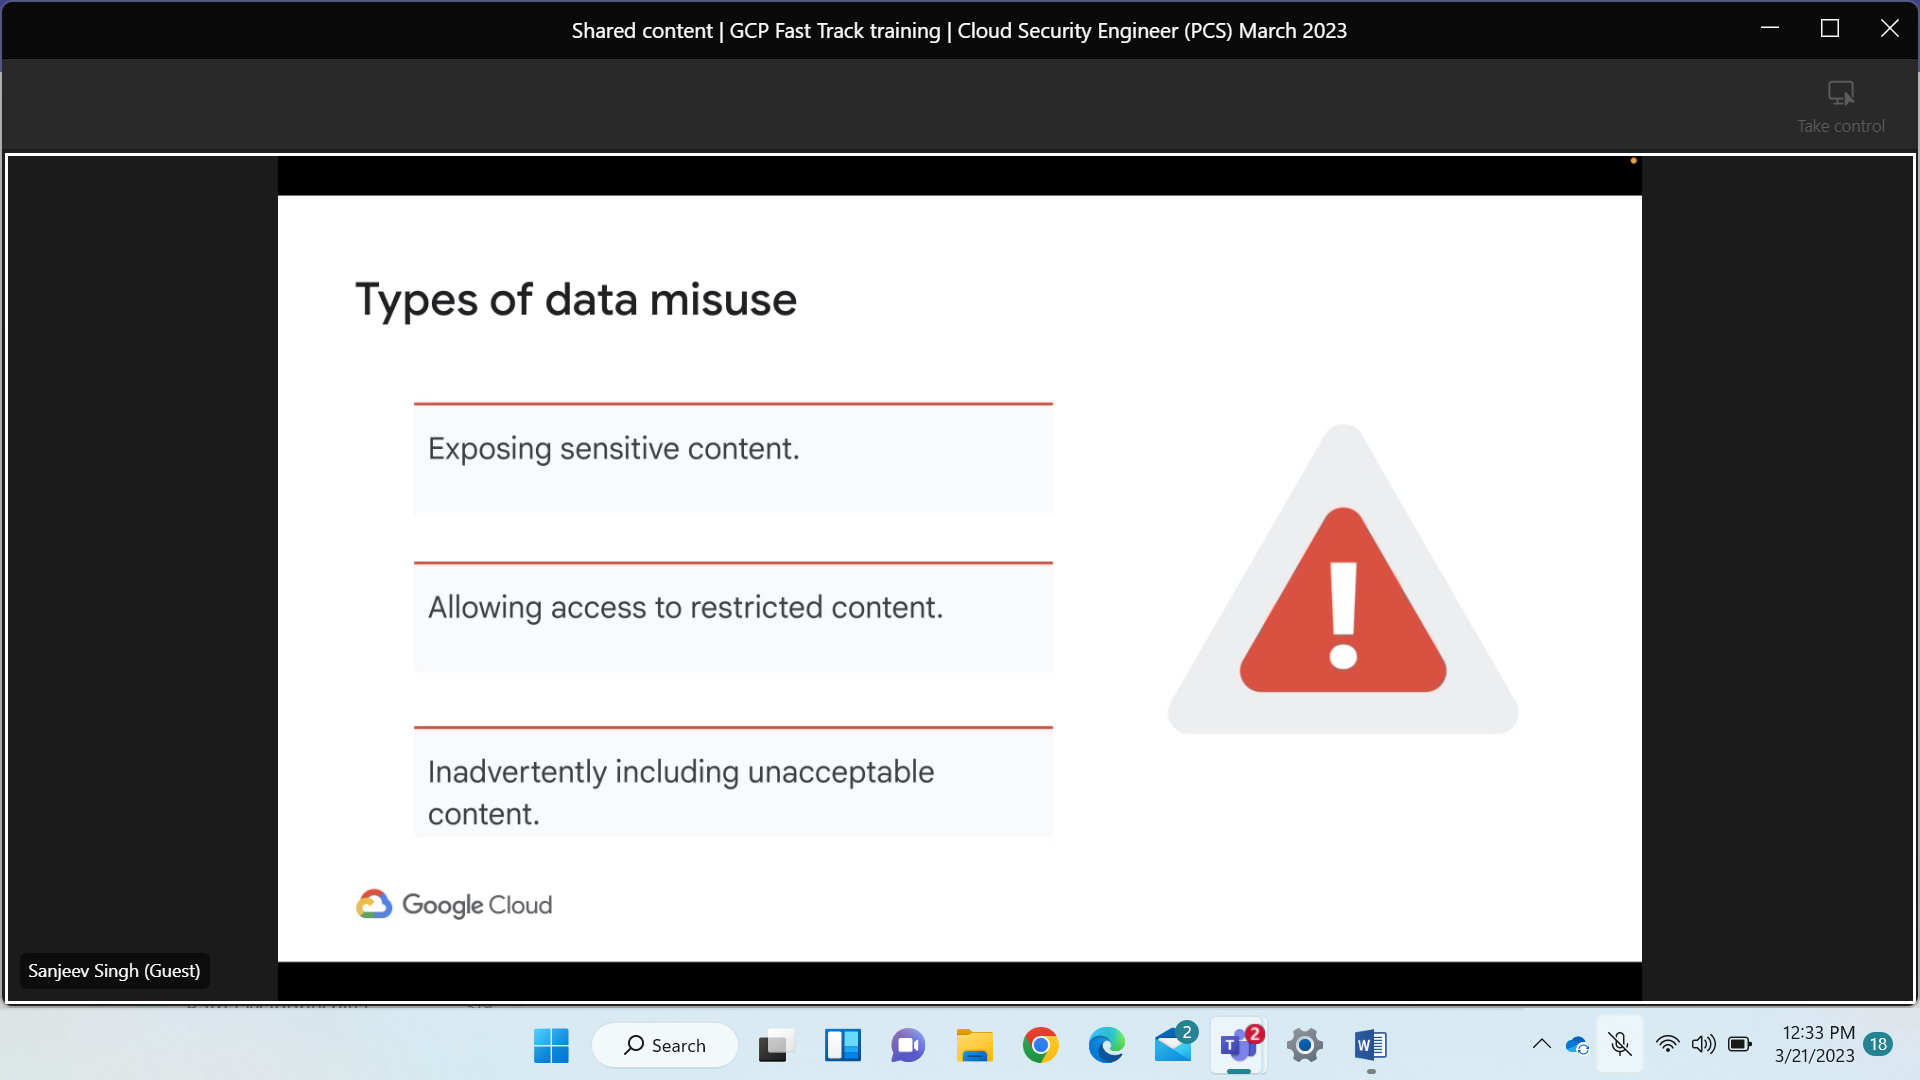 Shared content | GCP Fast Track training | Cloud Security Engineer (PCS) March 2023
Take control
Types of data misuse
Exposing sensitive content.
Allowing access to restricted content.
Inadvertently including unacceptable
content.
Google Cloud
Sanjeev Singh (Guest)
Search
2
2
12:33 PM
3/21/2023
18